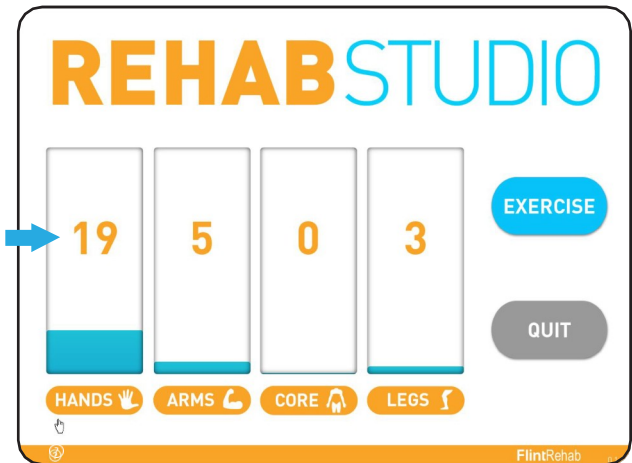 REHABSTUDIO
19 5 0 3
EXERCISE
QUIT
HANDS ARMS CORE LEGS
FlintRehab